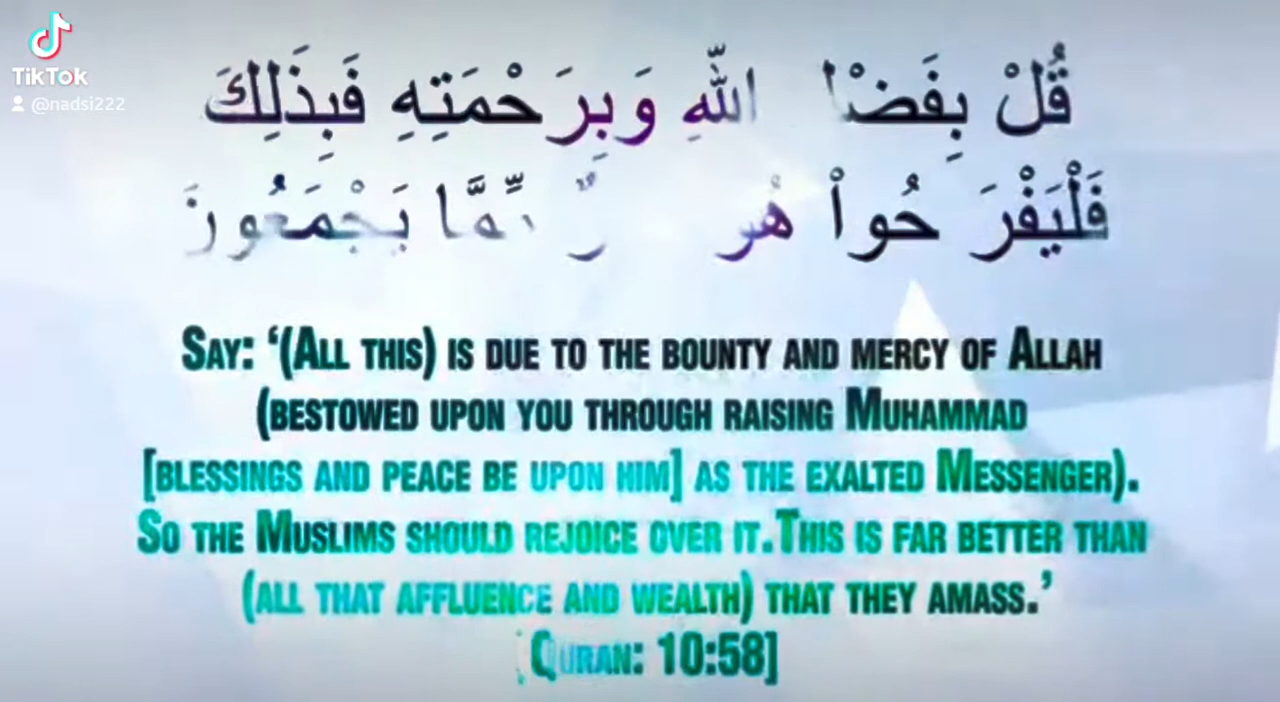 TikTok
@nadsi222
قُلْ بِفَضْلِ اللّهِ وَبِرَحْمَتِهِ فَبِذَلِكَ
فَلْيَفْرَحُواْ هُوَ مِّمَّا يَجْمَعُونَ
SAY: ‘(ALL THIS) IS DUE TO THE BOUNTY AND MERCY OF ALLAH
(BESTOWED UPON YOU THROUGH RAISING MUHAMMAD
[BLESSINGS AND PEACE BE UPON HIM] AS THE EXALTED MESSENGER).
SO THE MUSLIMS SHOULD REJOICE OVER IT.THIS IS FAR BETTER THAN
(ALL THAT AFFLUENCE AND WEALTH) THAT THEY AMASS.’
[QURAN: 10:58]